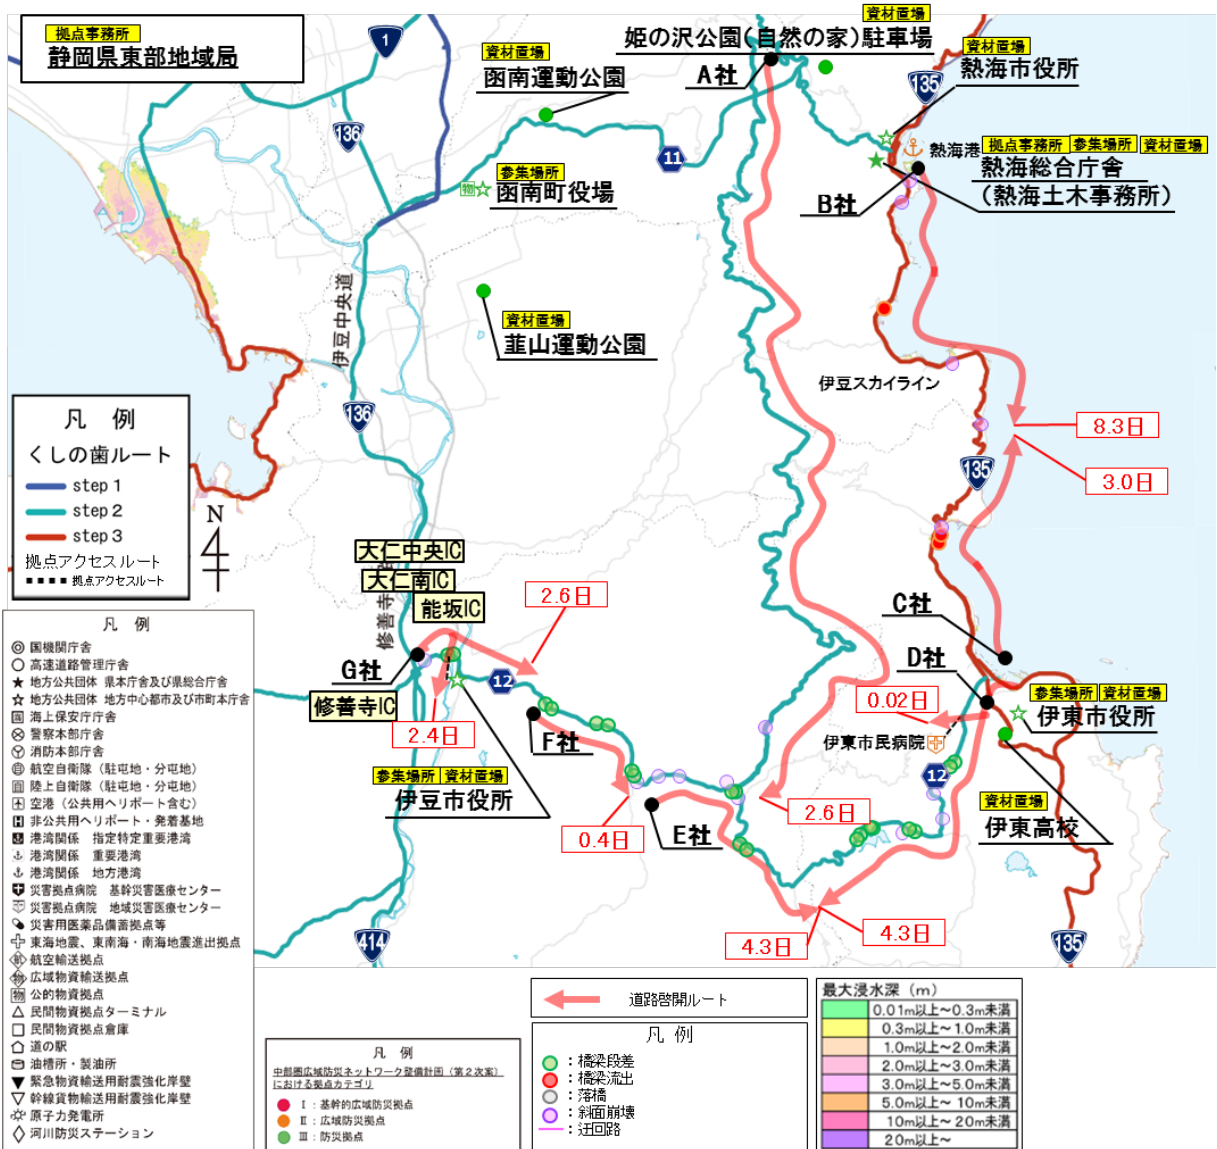 拠点事務所
静岡県東部地域局
1
資材置場
姫の沢公園(自然の家)駐車場
A社
資材置場
函南運動公園
資材置場
熱海市役所
135
136
11
熱海港
拠点事務所 参集場所 資材置場
熱海総合庁舎
(熱海土木事務所)
B社
参集場所
物
函南町役場
伊豆中央道
資材置場
韮山運動公園
伊豆スカイライン
136
8.3日
3.0日
135
凡 例
くしの歯ルート
step 1
step 2
step 3
拠点アクセスルート
拠点アクセスルート
N
大仁中央IC
大仁南IC
能坂IC
修善寺
2.6日
G社
修善寺IC
12
2.4日
F社
参集場所 資材置場
伊豆市役所
0.4日
E社
2.6日
C社
D社
0.02日
伊東市民病院
参集場所 資材置場
伊東市役所
12
資材置場
伊東高校
4.3日
4.3日
414
135
凡 例
国機関庁舎
高速道路管理庁舎
地方公共団体 県本庁舎及び県総合庁舎
地方公共団体 地方中心都市及び市町本庁舎
海上保安庁庁舎
警察本部庁舎
消防本部庁舎
航空自衛隊（駐屯地・分屯地）
陸上自衛隊（駐屯地・分屯地）
空港（公共用ヘリポート含む）
非公共用ヘリポート・発着基地
港湾関係 指定特定重要港湾
港湾関係 重要港湾
港湾関係 地方港湾
災害拠点病院 基幹災害医療センター
災害拠点病院 地域災害医療センター
災害用医薬品備蓄拠点等
東海地震、東南海・南海地震進出拠点
航空輸送拠点
広域物資輸送拠点
公的物資拠点
民間物資拠点ターミナル
民間物資拠点倉庫
道の駅
油槽所・製油所
緊急物資輸送用耐震強化岸壁
幹線貨物輸送用耐震強化岸壁
原子力発電所
河川防災ステーション
凡 例
中部圏広域防災ネットワーク整備計画（第２次案）
における拠点カテゴリ
Ⅰ：基幹的広域防災拠点
Ⅱ：広域防災拠点
Ⅲ：防災拠点
道路啓開ルート
凡 例
：橋梁段差
：橋梁流出
：落橋
：斜面崩壊
：迂回路
最大浸水深（m）
0.01m以上～0.3m未満
0.3m以上～1.0m未満
1.0m以上～2.0m未満
2.0m以上～3.0m未満
3.0m以上～5.0m未満
5.0m以上～10m未満
10m以上～20m未満
20m以上～